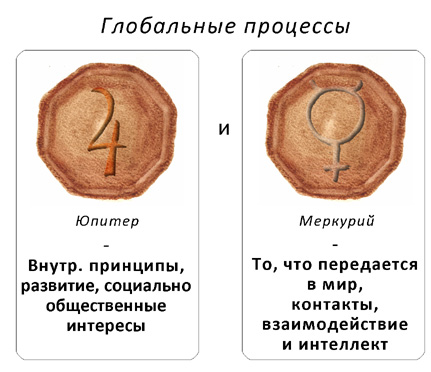 Глобальные процессы
Юпитер
-
Внутр. принципы,
развитие, социально
общественные
интересы
и
Меркурий
-
То, что передается
в мир,
контакты,
взаимодействие
и интеллект